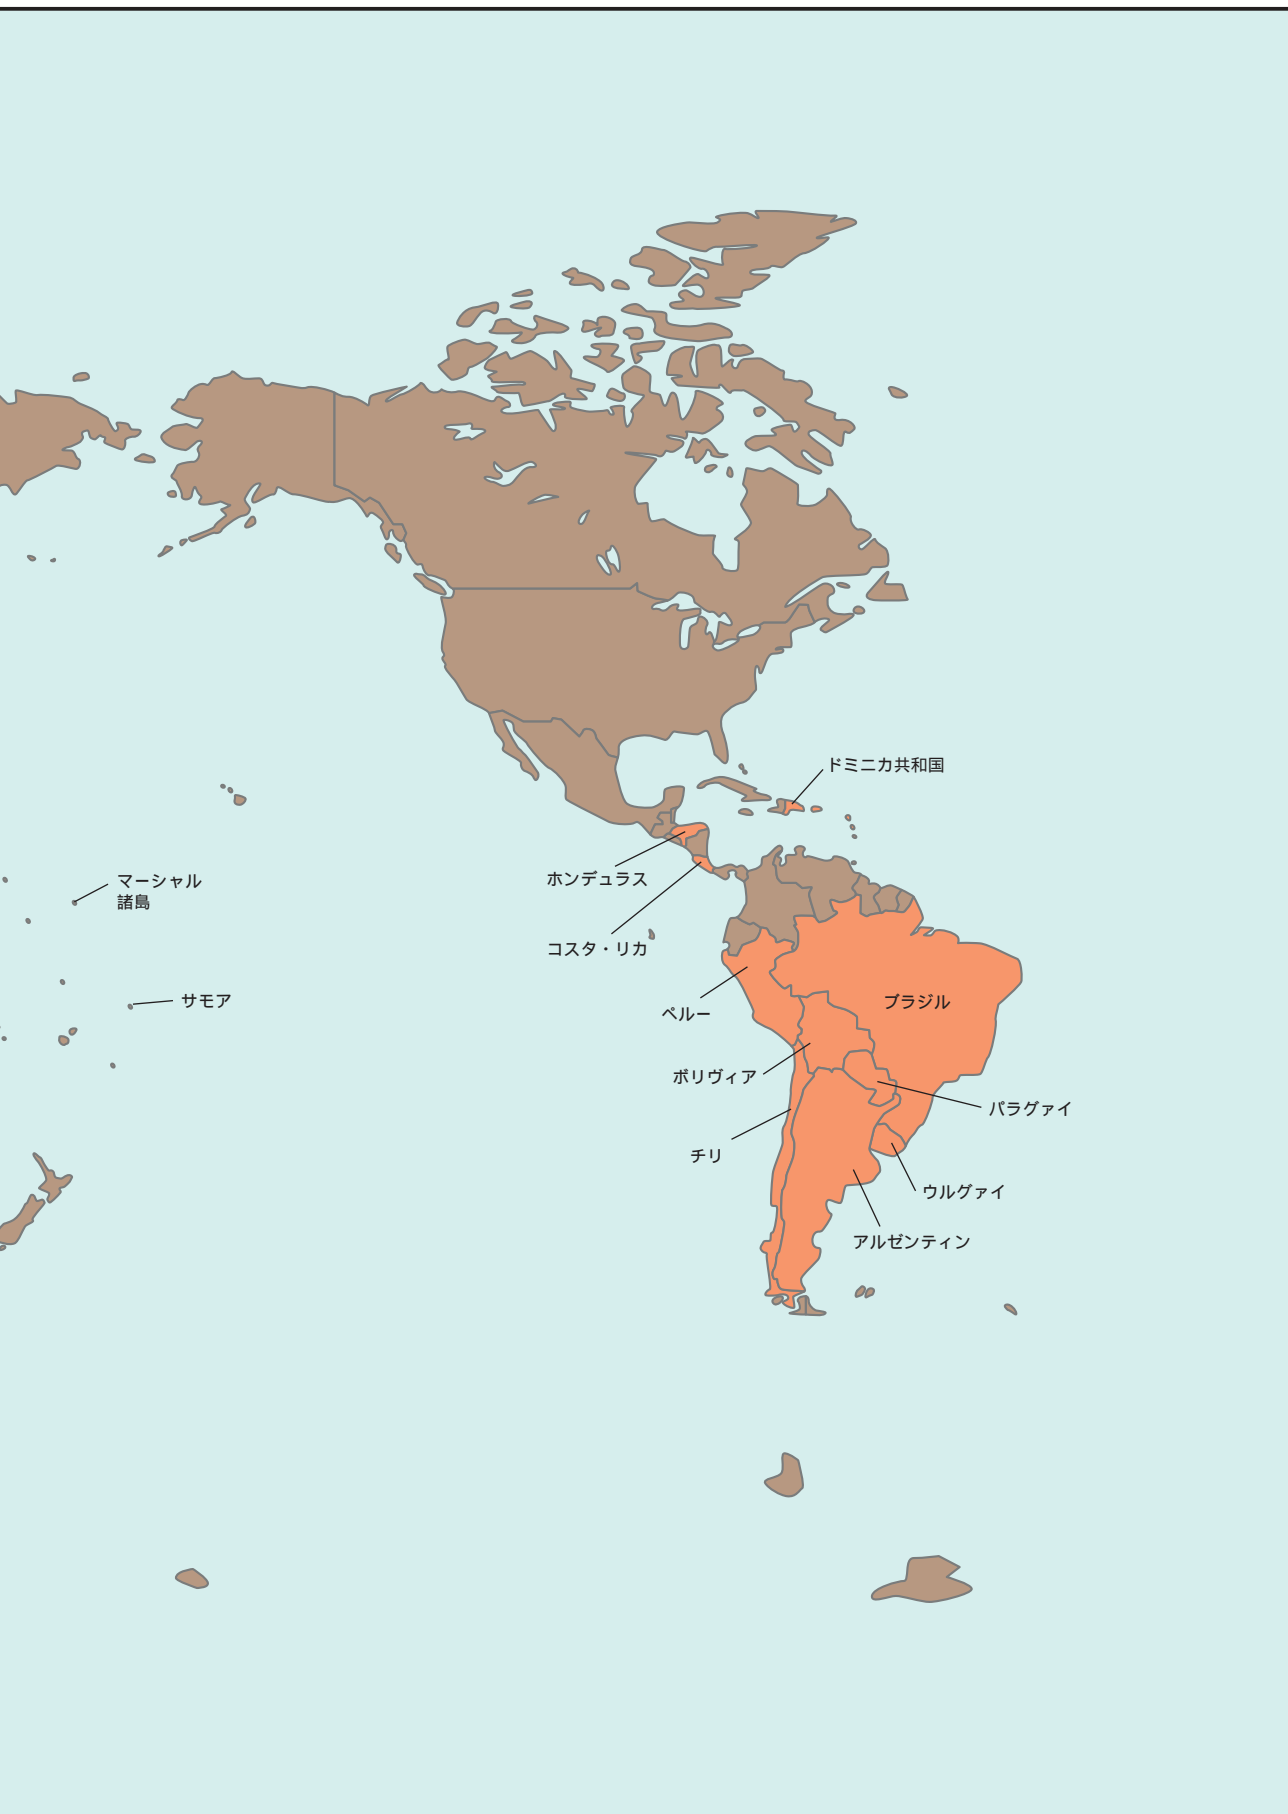 ドミニカ共和国
ホンデュラス
マーシャル
諸島
コスタ・リカ
サモア
ブラジル
ペルー
ボリヴィア
パラグァイ
チリ
ウルグァイ
アルゼンティン